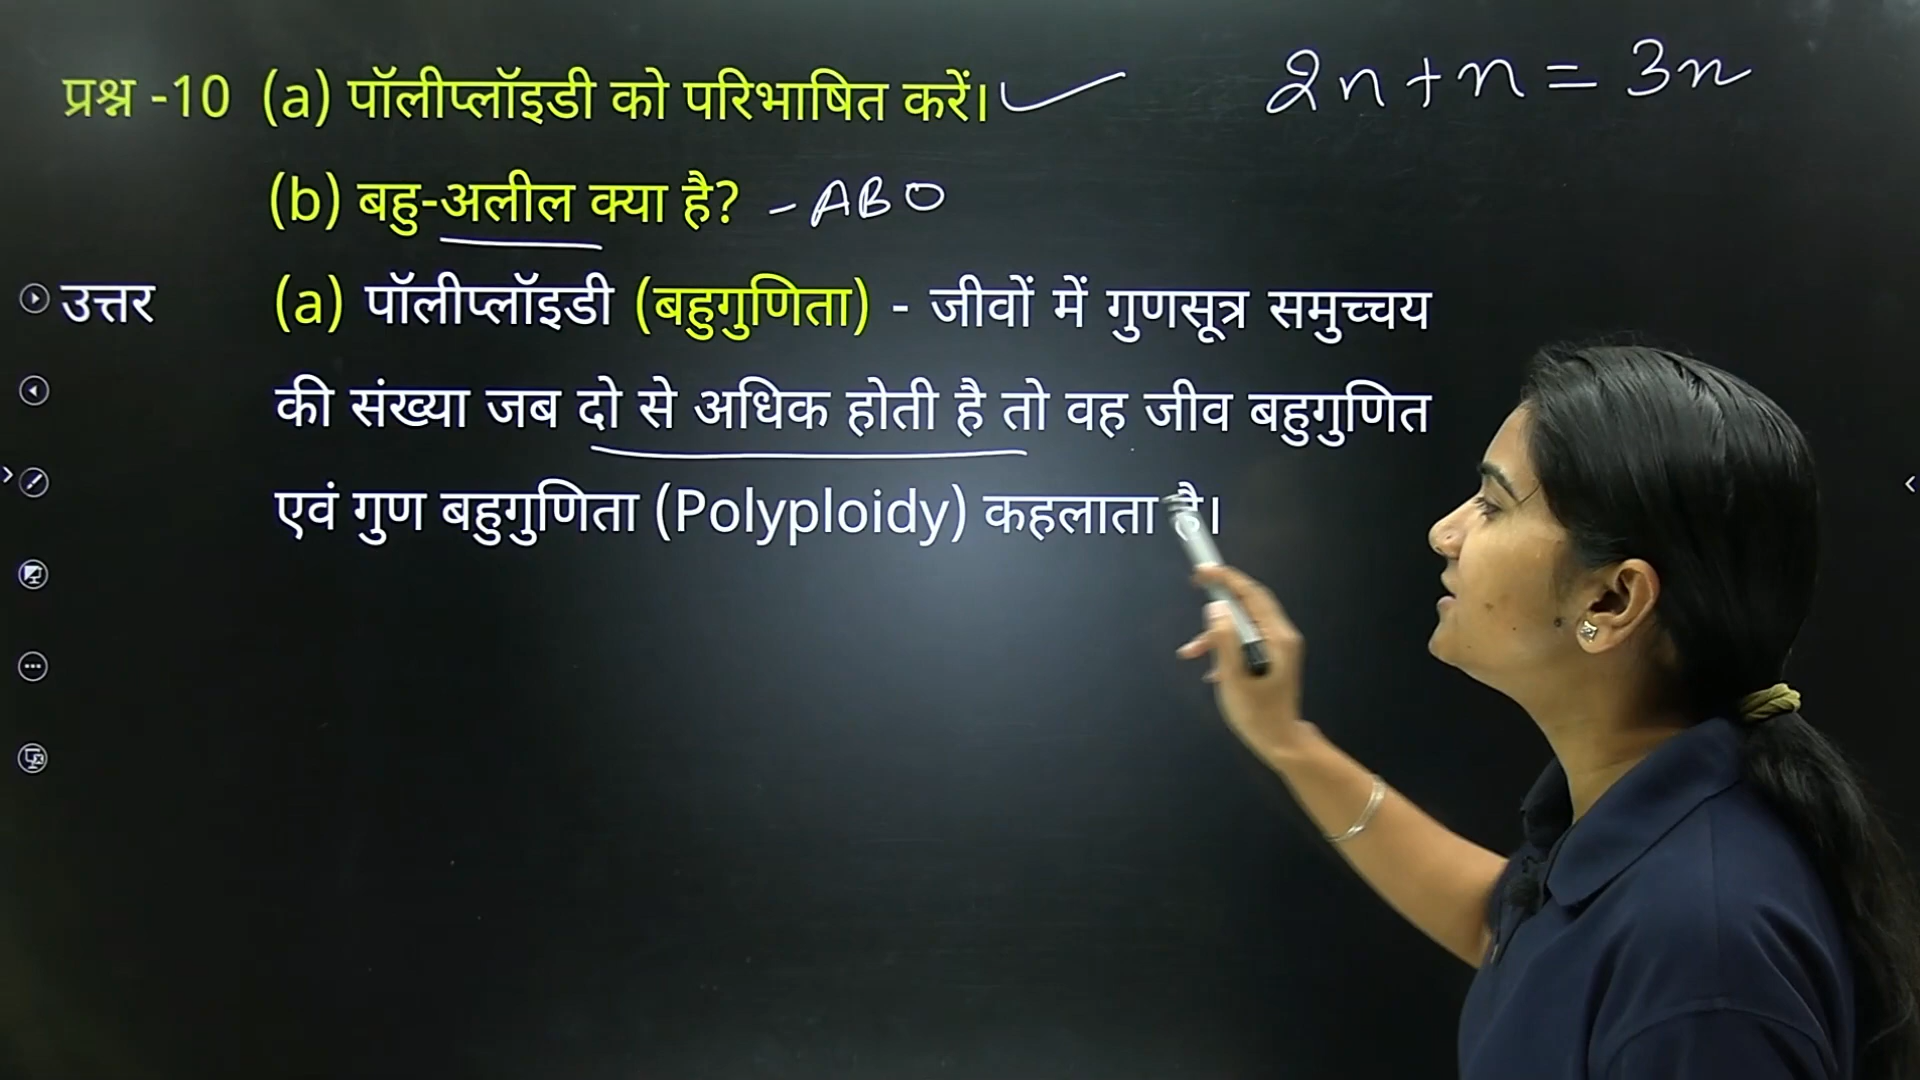 प्रश्न -10 (a) पॉलीप्लॉइडी को परिभाषित करें। 2n+n=3n
(b) बहु-अलील क्या है? - ABO
उत्तर (a) पॉलीप्लॉइडी (बहुगुणिता) - जीवों में गुणसूत्र समुच्चय
की संख्या जब दो से अधिक होती है तो वह जीव बहुगुणित
एवं गुण बहुगुणिता (Polyploidy) कहलाता है।